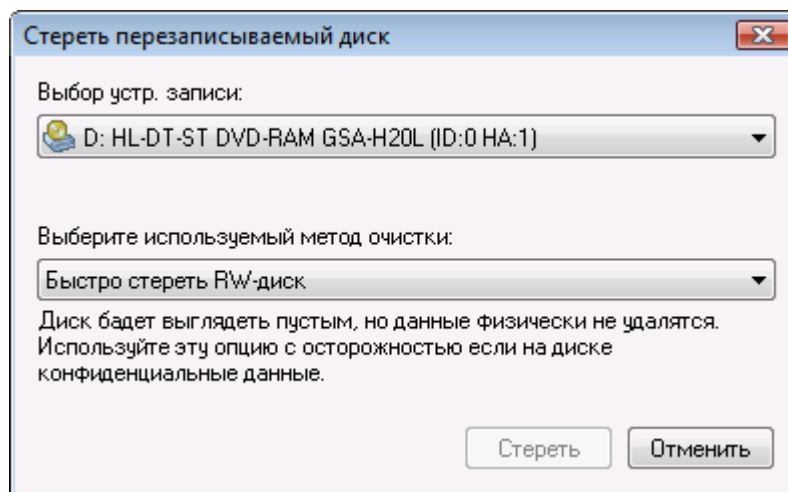 Стереть перезаписываемый диск
Выбор устр. записи:
D: HL-DT-ST DVD-RAM GSA-H20L (ID:0 HA:1)
Выберите используемый метод очистки:
Быстро стереть RW-диск
Диск бадет выглядеть пустым, но данные физически не удалятся.
Используйте эту опцию с осторожностью если на диске
конфиденциальные данные.
Стереть Отменить